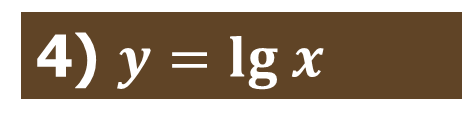 4) y = lg x